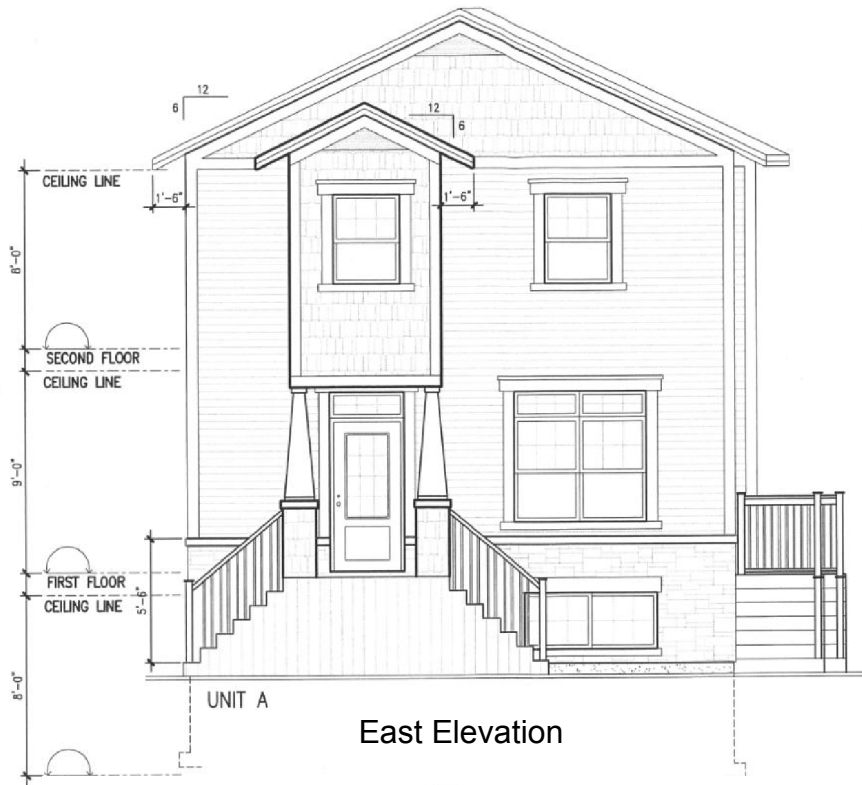 12
6
12
6
CEILING LINE
1'-6"
1'-6"
8'-0"
SECOND FLOOR
CEILING LINE
9'-0"
FIRST FLOOR
CEILING LINE
5'-6"
8'-0"
UNIT A
East Elevation